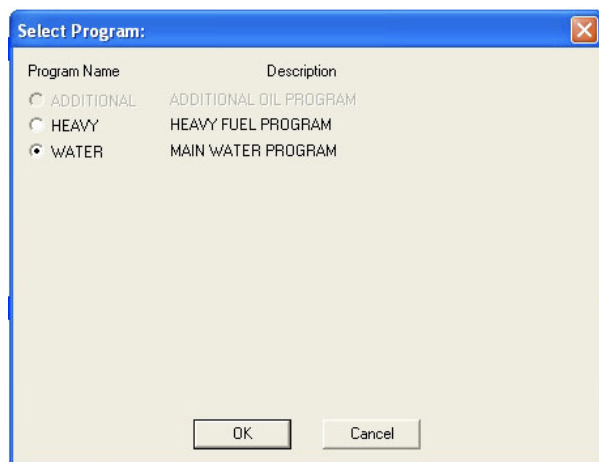 Select Program:
Program Name Description
ADDITIONAL ADDITIONAL OIL PROGRAM
HEAVY HEAVY FUEL PROGRAM
WATER MAIN WATER PROGRAM
OK Cancel